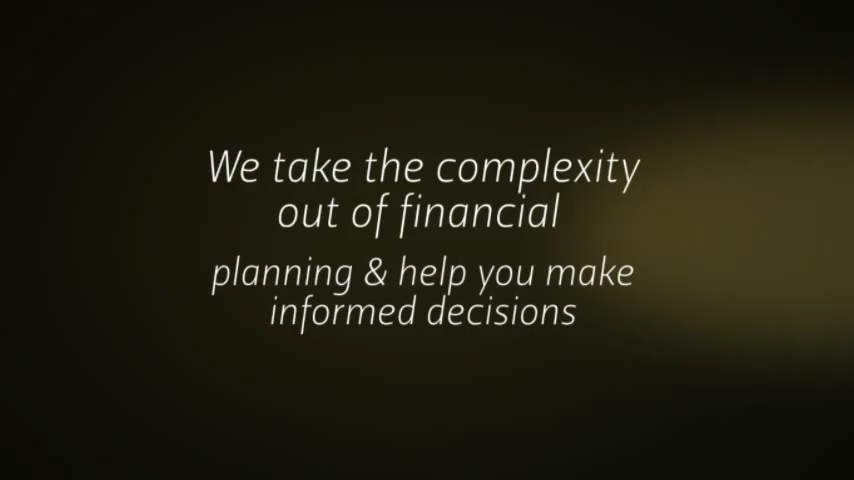 We take the complexity
out of financial
planning & help you make
informed decisions